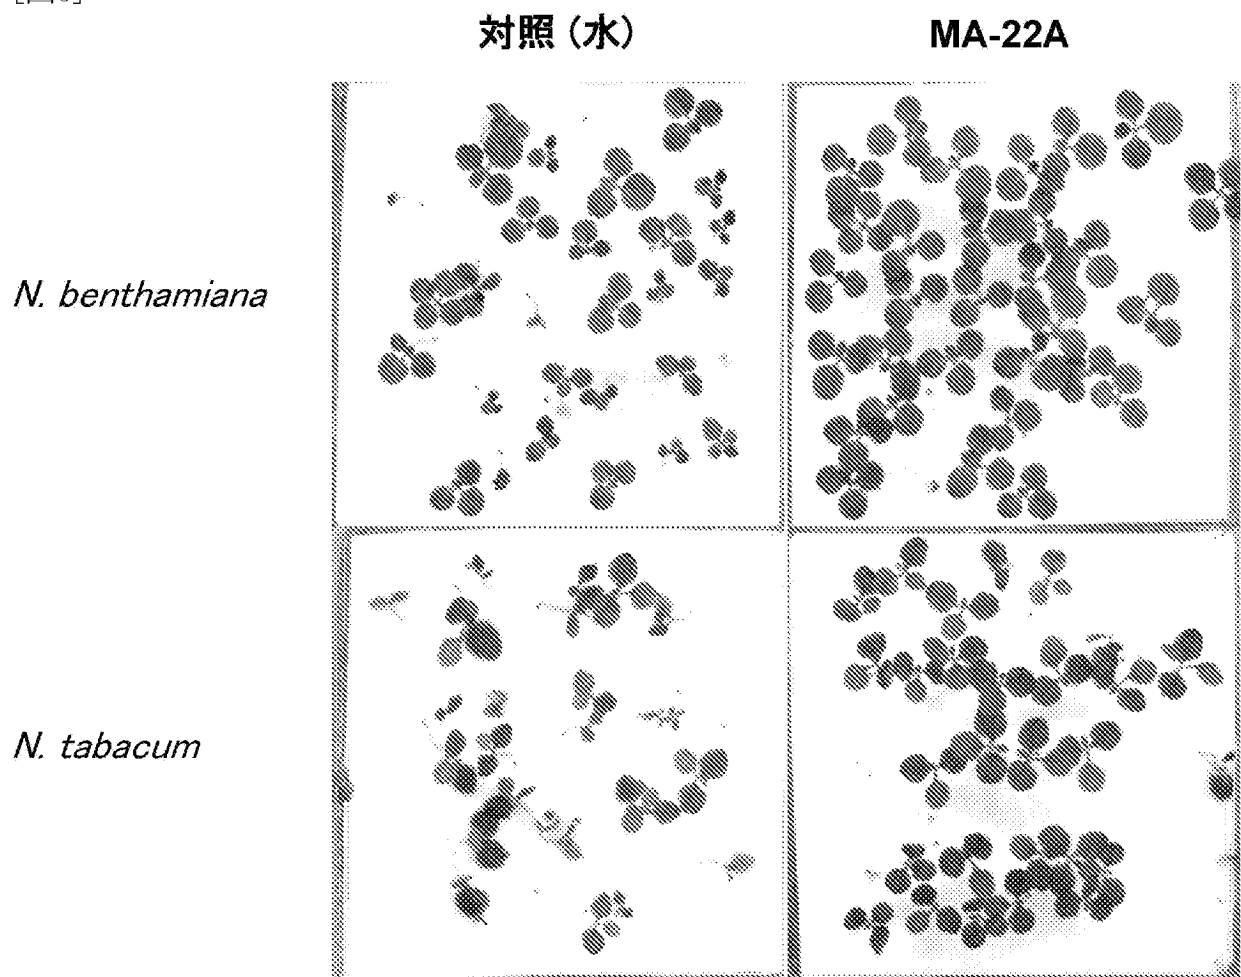 対照（水） MA-22A
N. benthamiana
N. tabacum